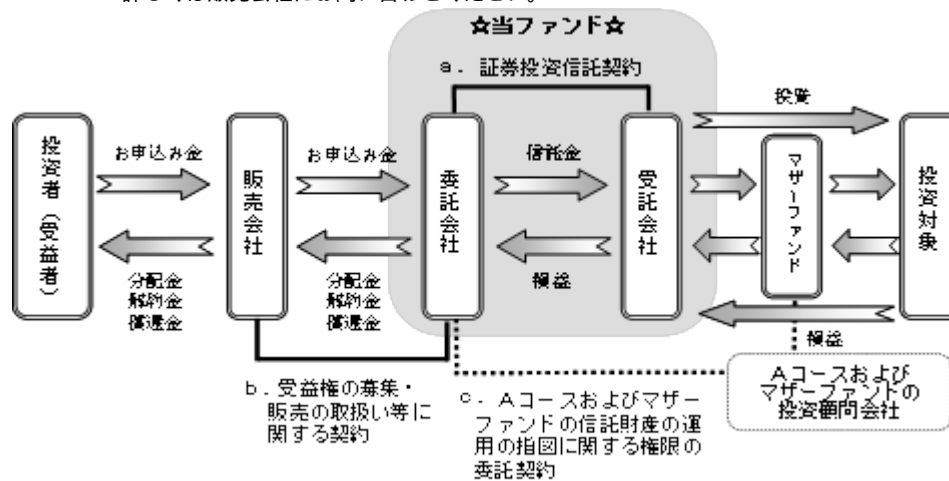 ☆当ファンド☆
a．証券投資信託契約
投資者（受益者）
お申込み金
分配金
解約金
償還金
販売会社
お申込み金
分配金
解約金
償還金
委託会社
信託金
損益
受託会社
投資
マザーファンド
損益
投資対象
b．受益権の募集・
販売の取扱い等に
関する契約
c．Aコースおよびマザー
ファンドの信託財産の運
用の指図に関する権限の
委託契約
Aコースおよび
マザーファンドの
投資顧問会社